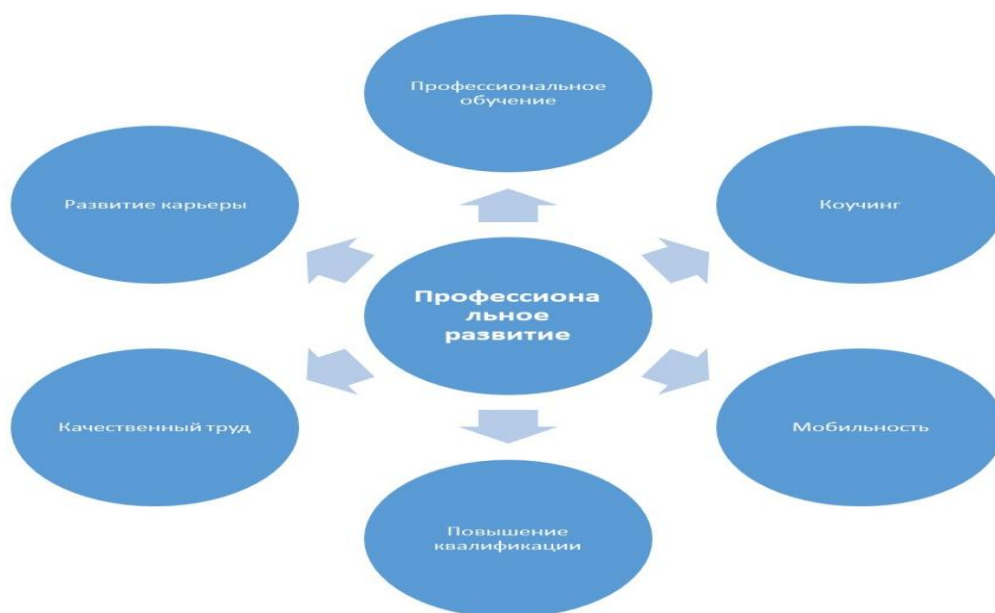 Профессиональное
обучение
Развитие карьеры
Коучинг
Профессиона
льное
развитие
Качественный труд
Мобильность
Повышение
квалификации